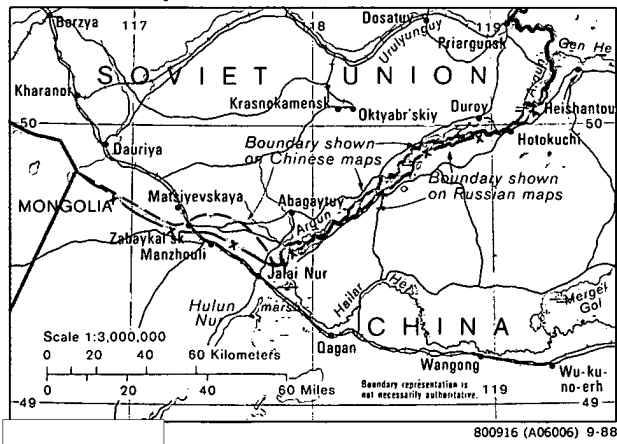 117
118
119
Borzya
Dosatuy
Urulyunguy
Priargunsk
Gen He
SOVIET UNION
Argun
Kharanor
Krasnokamensk
Oktyabr'skiy
Duroy
Heishantou
50
50
Dauriya
Boundary shown
on Chinese maps
Hotokuchi
Boundary shown
on Russian maps
Matsiyevskaya
Abagaytuy
MONGOLIA
Argun
Zabaykal'sk
Manzhouli
Jalai Nur
Hulun
Nur
marsh
Hailar
He
Mergel
Gol
CHINA
Scale 1:3,000,000
0 20 40 60 Kilometers
0 20 40 60 Miles
Qagan
Wangong
Wu-ku-
no-erh
Boundary representation is
not necessarily authoritative.
119
49
49
800916 (A06006) 9-88